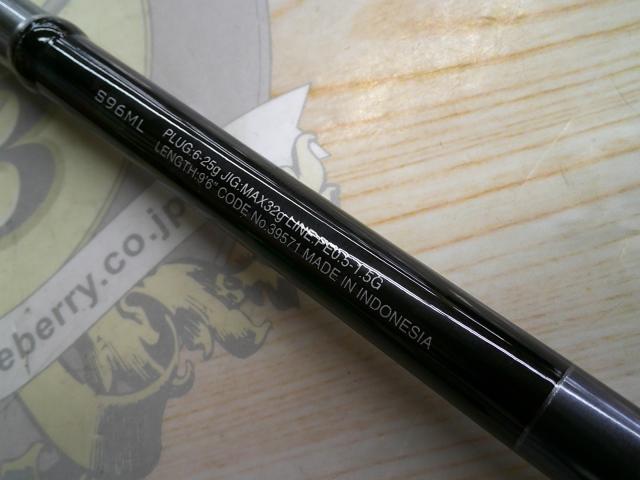 S96ML PLUG:6-25g JIG:MAX32g LINE:PE0.5-1.5G
LENGTH:9'6" CODE No.39571 MADE IN INDONESIA
eberry.co.jp
B